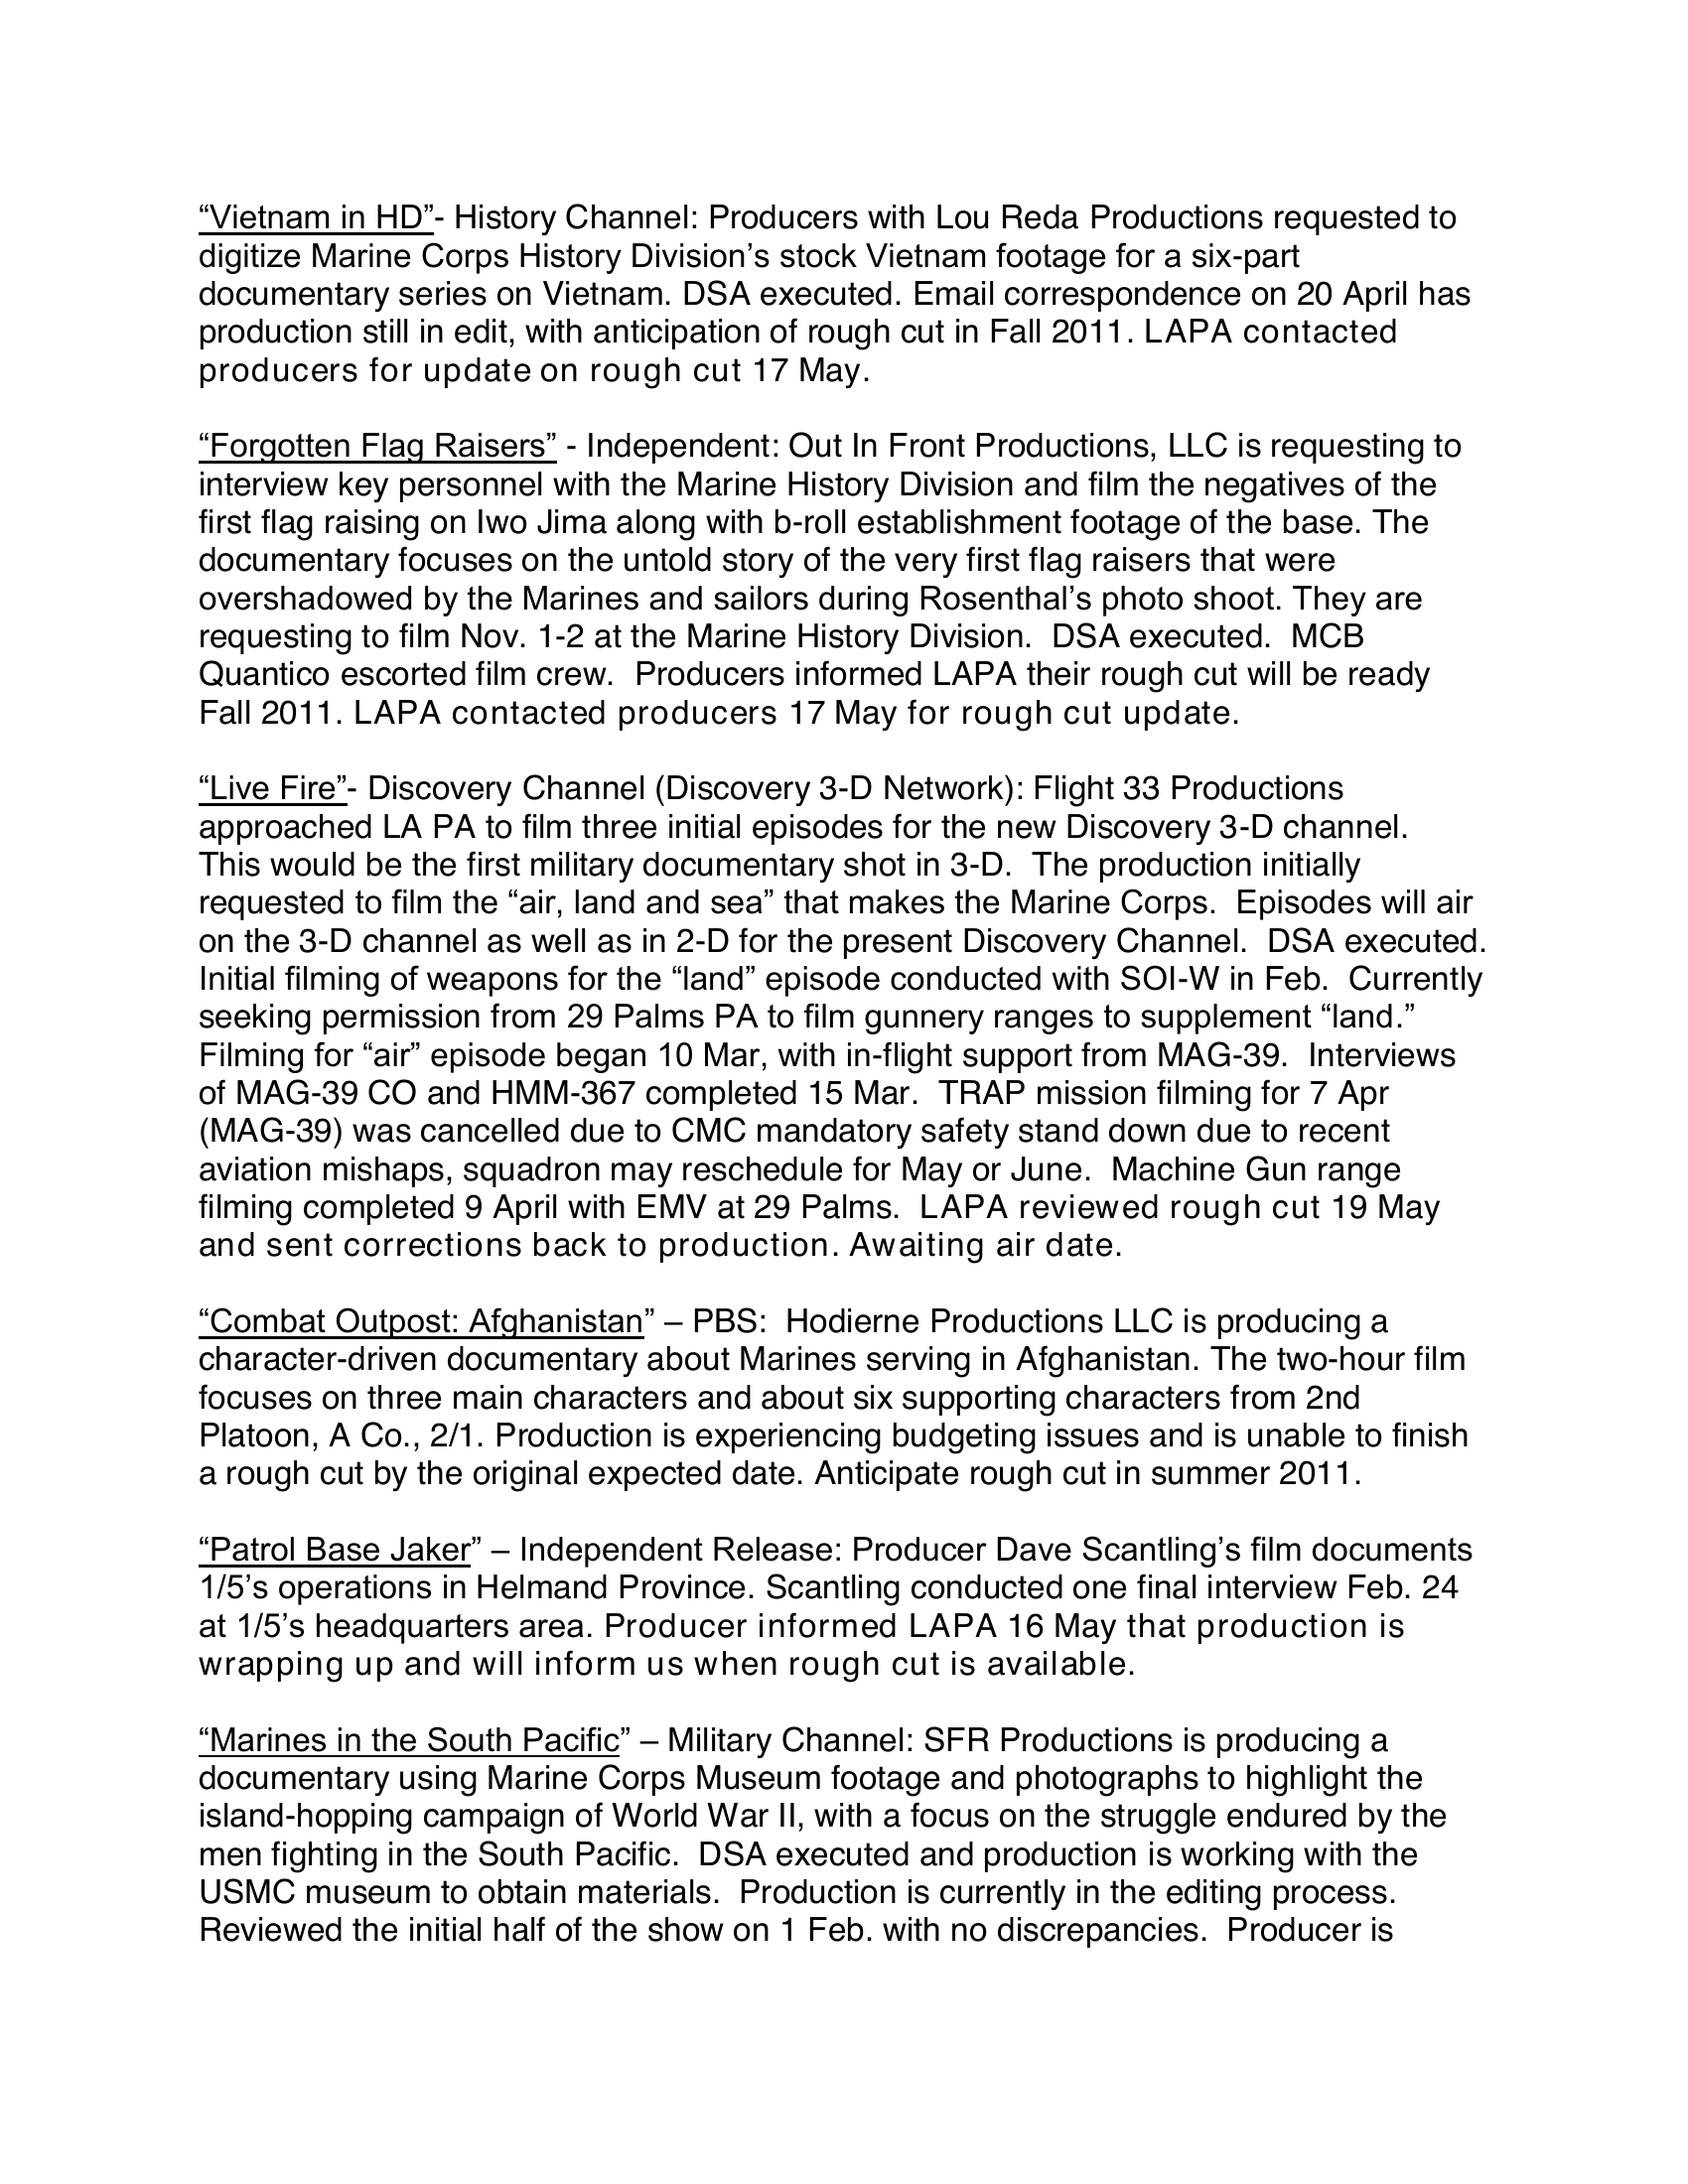 “Vietnam in HD”- History Channel: Producers with Lou Reda Productions requested to
digitize Marine Corps History Division’s stock Vietnam footage for a six-part
documentary series on Vietnam. DSA executed. Email correspondence on 20 April has
production still in edit, with anticipation of rough cut in Fall 2011. LAPA contacted
producers for update on rough cut 17 May.

“Forgotten Flag Raisers” - Independent: Out In Front Productions, LLC is requesting to
interview key personnel with the Marine History Division and film the negatives of the
first flag raising on Iwo Jima along with b-roll establishment footage of the base. The
documentary focuses on the untold story of the very first flag raisers that were
overshadowed by the Marines and sailors during Rosenthal’s photo shoot. They are
requesting to film Nov. 1-2 at the Marine History Division.  DSA executed.  MCB
Quantico escorted film crew.  Producers informed LAPA their rough cut will be ready
Fall 2011. LAPA contacted producers 17 May for rough cut update.

“Live Fire”- Discovery Channel (Discovery 3-D Network): Flight 33 Productions
approached LA PA to film three initial episodes for the new Discovery 3-D channel.
This would be the first military documentary shot in 3-D.  The production initially
requested to film the “air, land and sea” that makes the Marine Corps.  Episodes will air
on the 3-D channel as well as in 2-D for the present Discovery Channel.  DSA executed.
Initial filming of weapons for the “land” episode conducted with SOI-W in Feb.  Currently
seeking permission from 29 Palms PA to film gunnery ranges to supplement “land.”
Filming for “air” episode began 10 Mar, with in-flight support from MAG-39.  Interviews
of MAG-39 CO and HMM-367 completed 15 Mar.  TRAP mission filming for 7 Apr
(MAG-39) was cancelled due to CMC mandatory safety stand down due to recent
aviation mishaps, squadron may reschedule for May or June.  Machine Gun range
filming completed 9 April with EMV at 29 Palms.  LAPA reviewed rough cut 19 May
and sent corrections back to production. Awaiting air date.

“Combat Outpost: Afghanistan” – PBS:  Hodierne Productions LLC is producing a
character-driven documentary about Marines serving in Afghanistan. The two-hour film
focuses on three main characters and about six supporting characters from 2nd
Platoon, A Co., 2/1. Production is experiencing budgeting issues and is unable to finish
a rough cut by the original expected date. Anticipate rough cut in summer 2011.

“Patrol Base Jaker” – Independent Release: Producer Dave Scantling’s film documents
1/5’s operations in Helmand Province. Scantling conducted one final interview Feb. 24
at 1/5’s headquarters area. Producer informed LAPA 16 May that production is
wrapping up and will inform us when rough cut is available.

“Marines in the South Pacific” – Military Channel: SFR Productions is producing a
documentary using Marine Corps Museum footage and photographs to highlight the
island-hopping campaign of World War II, with a focus on the struggle endured by the
men fighting in the South Pacific.  DSA executed and production is working with the
USMC museum to obtain materials.  Production is currently in the editing process.
Reviewed the initial half of the show on 1 Feb. with no discrepancies.  Producer is